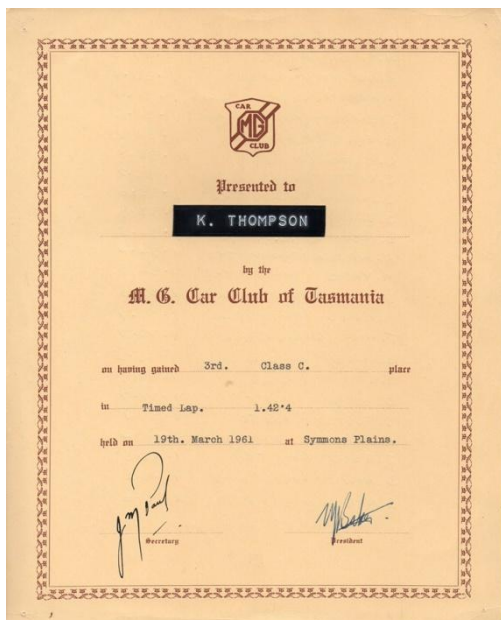 CAR
MG
CLUB
Presented to
K. THOMPSON
by the
M. G. Car Club of Tasmania
on having gained 3rd. Class C. place
in Timed Lap. 1.42·4
held on 19th. March 1961 at Symmons Plains.
Secretary President